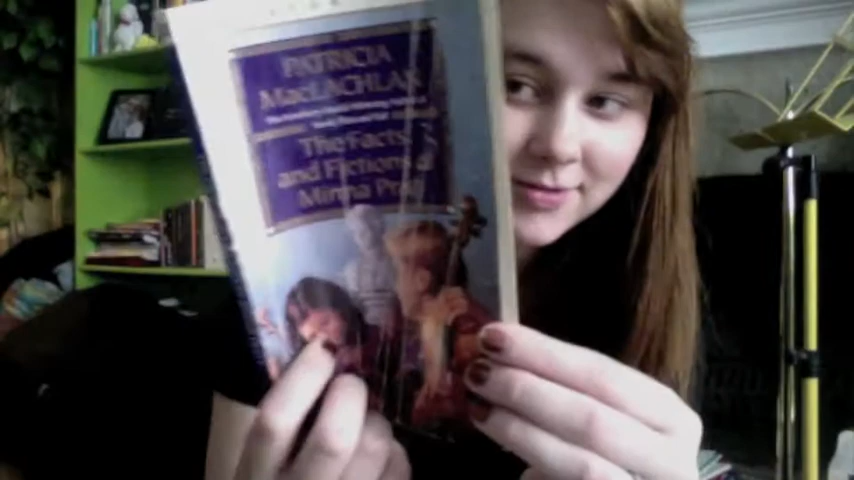 PATRICIA
MacLACHLAN
The Facts
and Fictions of
Minna Pratt